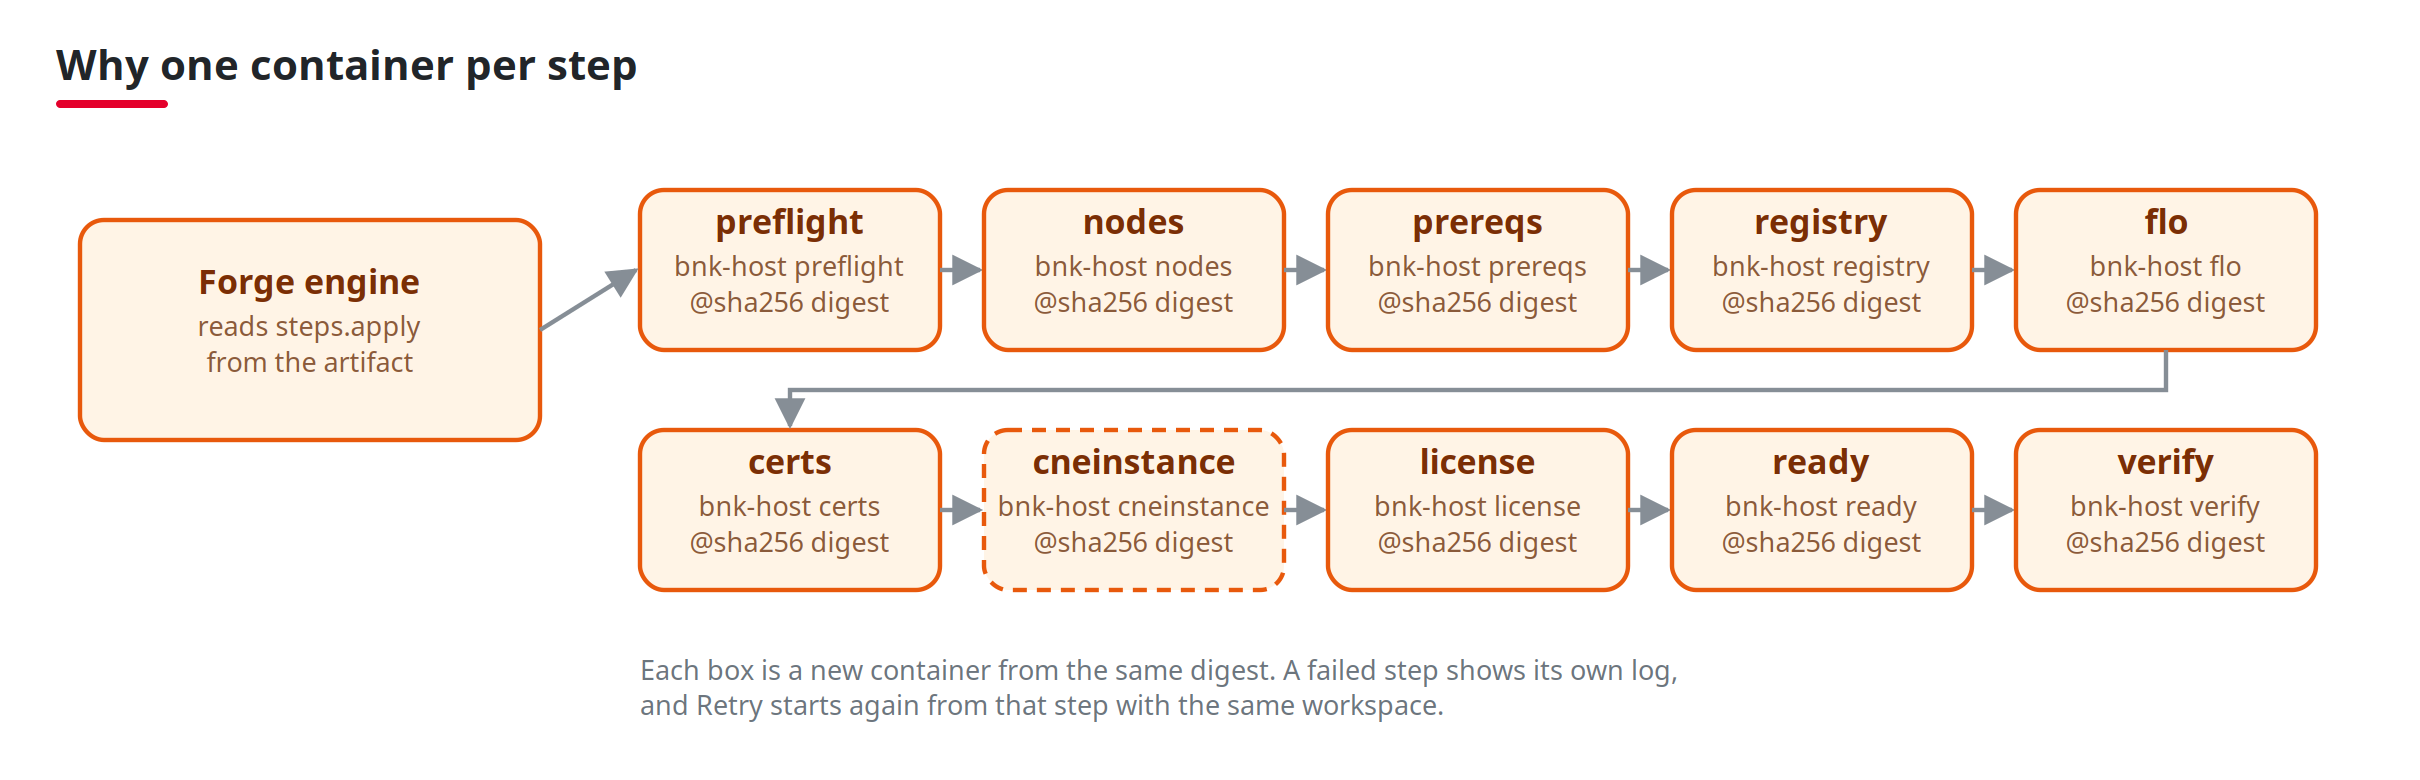 Why one container per step
Forge engine
reads steps.apply
from the artifact
preflight
bnk-host preflight
@sha256 digest
nodes
bnk-host nodes
@sha256 digest
prereqs
bnk-host prereqs
@sha256 digest
registry
bnk-host registry
@sha256 digest
flo
bnk-host flo
@sha256 digest
certs
bnk-host certs
@sha256 digest
cneinstance
bnk-host cneinstance
@sha256 digest
license
bnk-host license
@sha256 digest
ready
bnk-host ready
@sha256 digest
verify
bnk-host verify
@sha256 digest
Each box is a new container from the same digest. A failed step shows its own log,
and Retry starts again from that step with the same workspace.